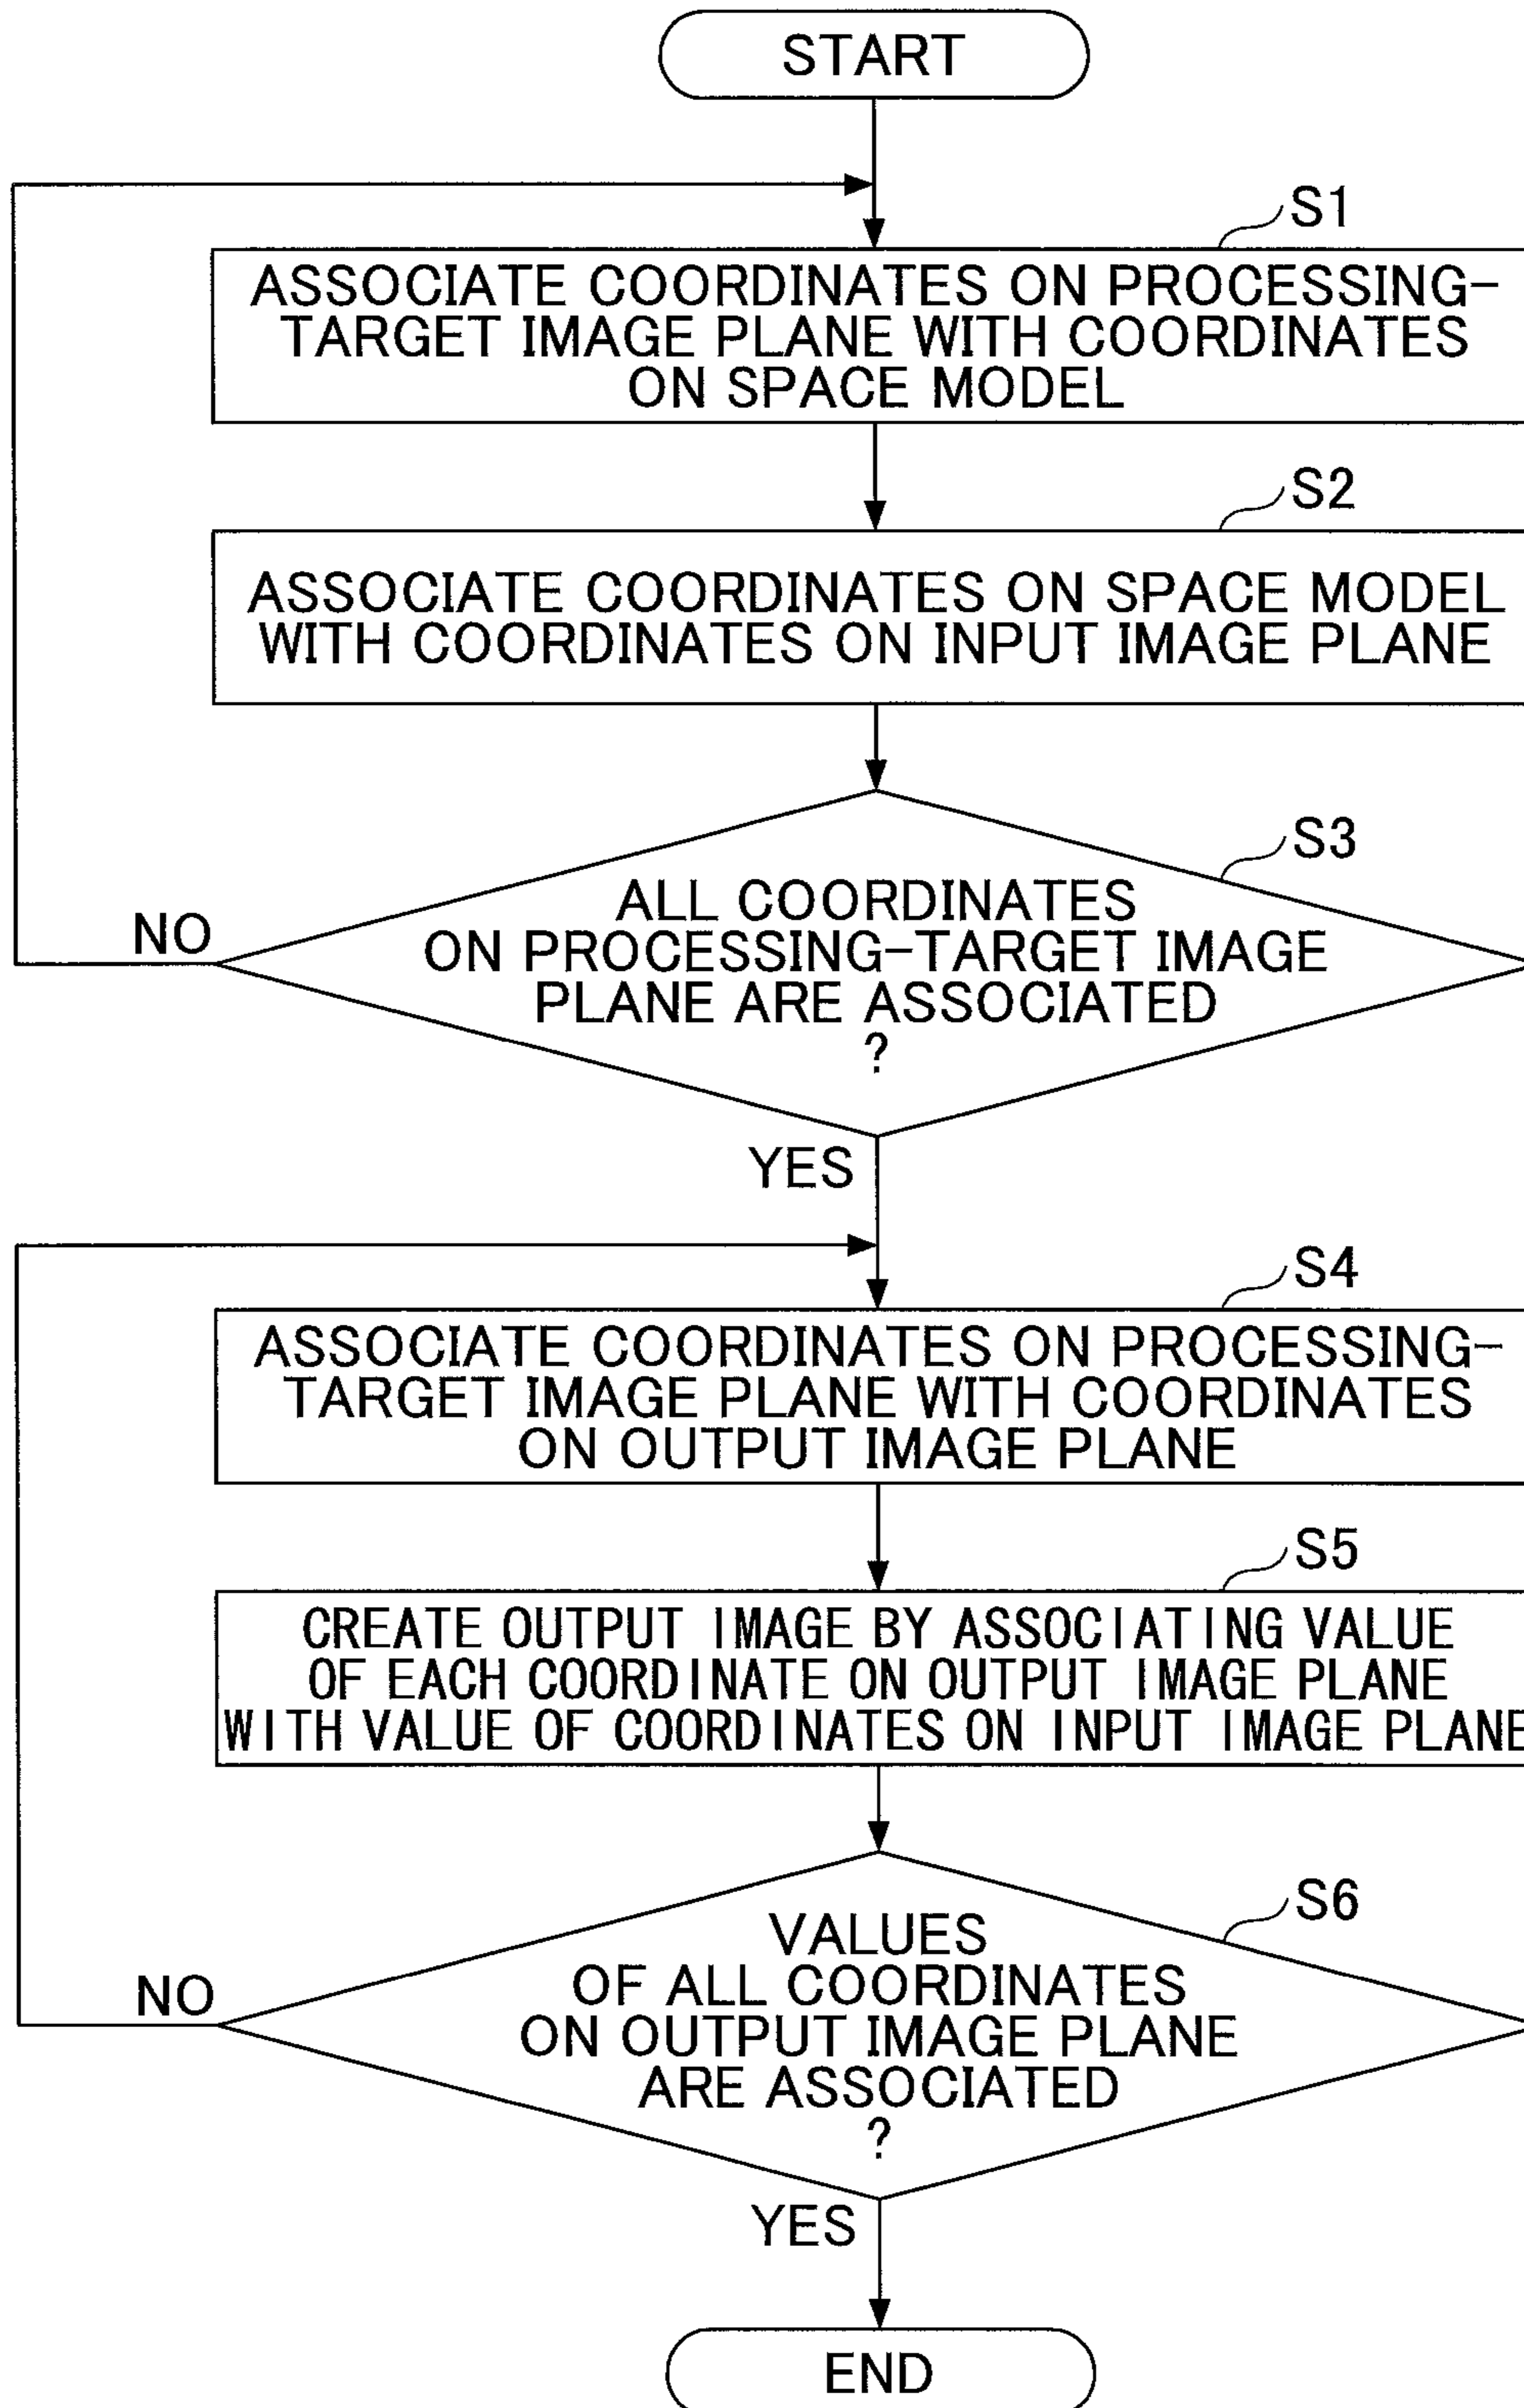 START
S1
ASSOCIATE COORDINATES ON PROCESSING-
TARGET IMAGE PLANE WITH COORDINATES
ON SPACE MODEL
S2
ASSOCIATE COORDINATES ON SPACE MODEL
WITH COORDINATES ON INPUT IMAGE PLANE
S3
ALL COORDINATES
ON PROCESSING-TARGET IMAGE
PLANE ARE ASSOCIATED
?
NO
YES
S4
ASSOCIATE COORDINATES ON PROCESSING-
TARGET IMAGE PLANE WITH COORDINATES
ON OUTPUT IMAGE PLANE
S5
CREATE OUTPUT IMAGE BY ASSOCIATING VALUE
OF EACH COORDINATE ON OUTPUT IMAGE PLANE
WITH VALUE OF COORDINATES ON INPUT IMAGE PLANE
S6
VALUES
OF ALL COORDINATES
ON OUTPUT IMAGE PLANE
ARE ASSOCIATED
?
NO
YES
END